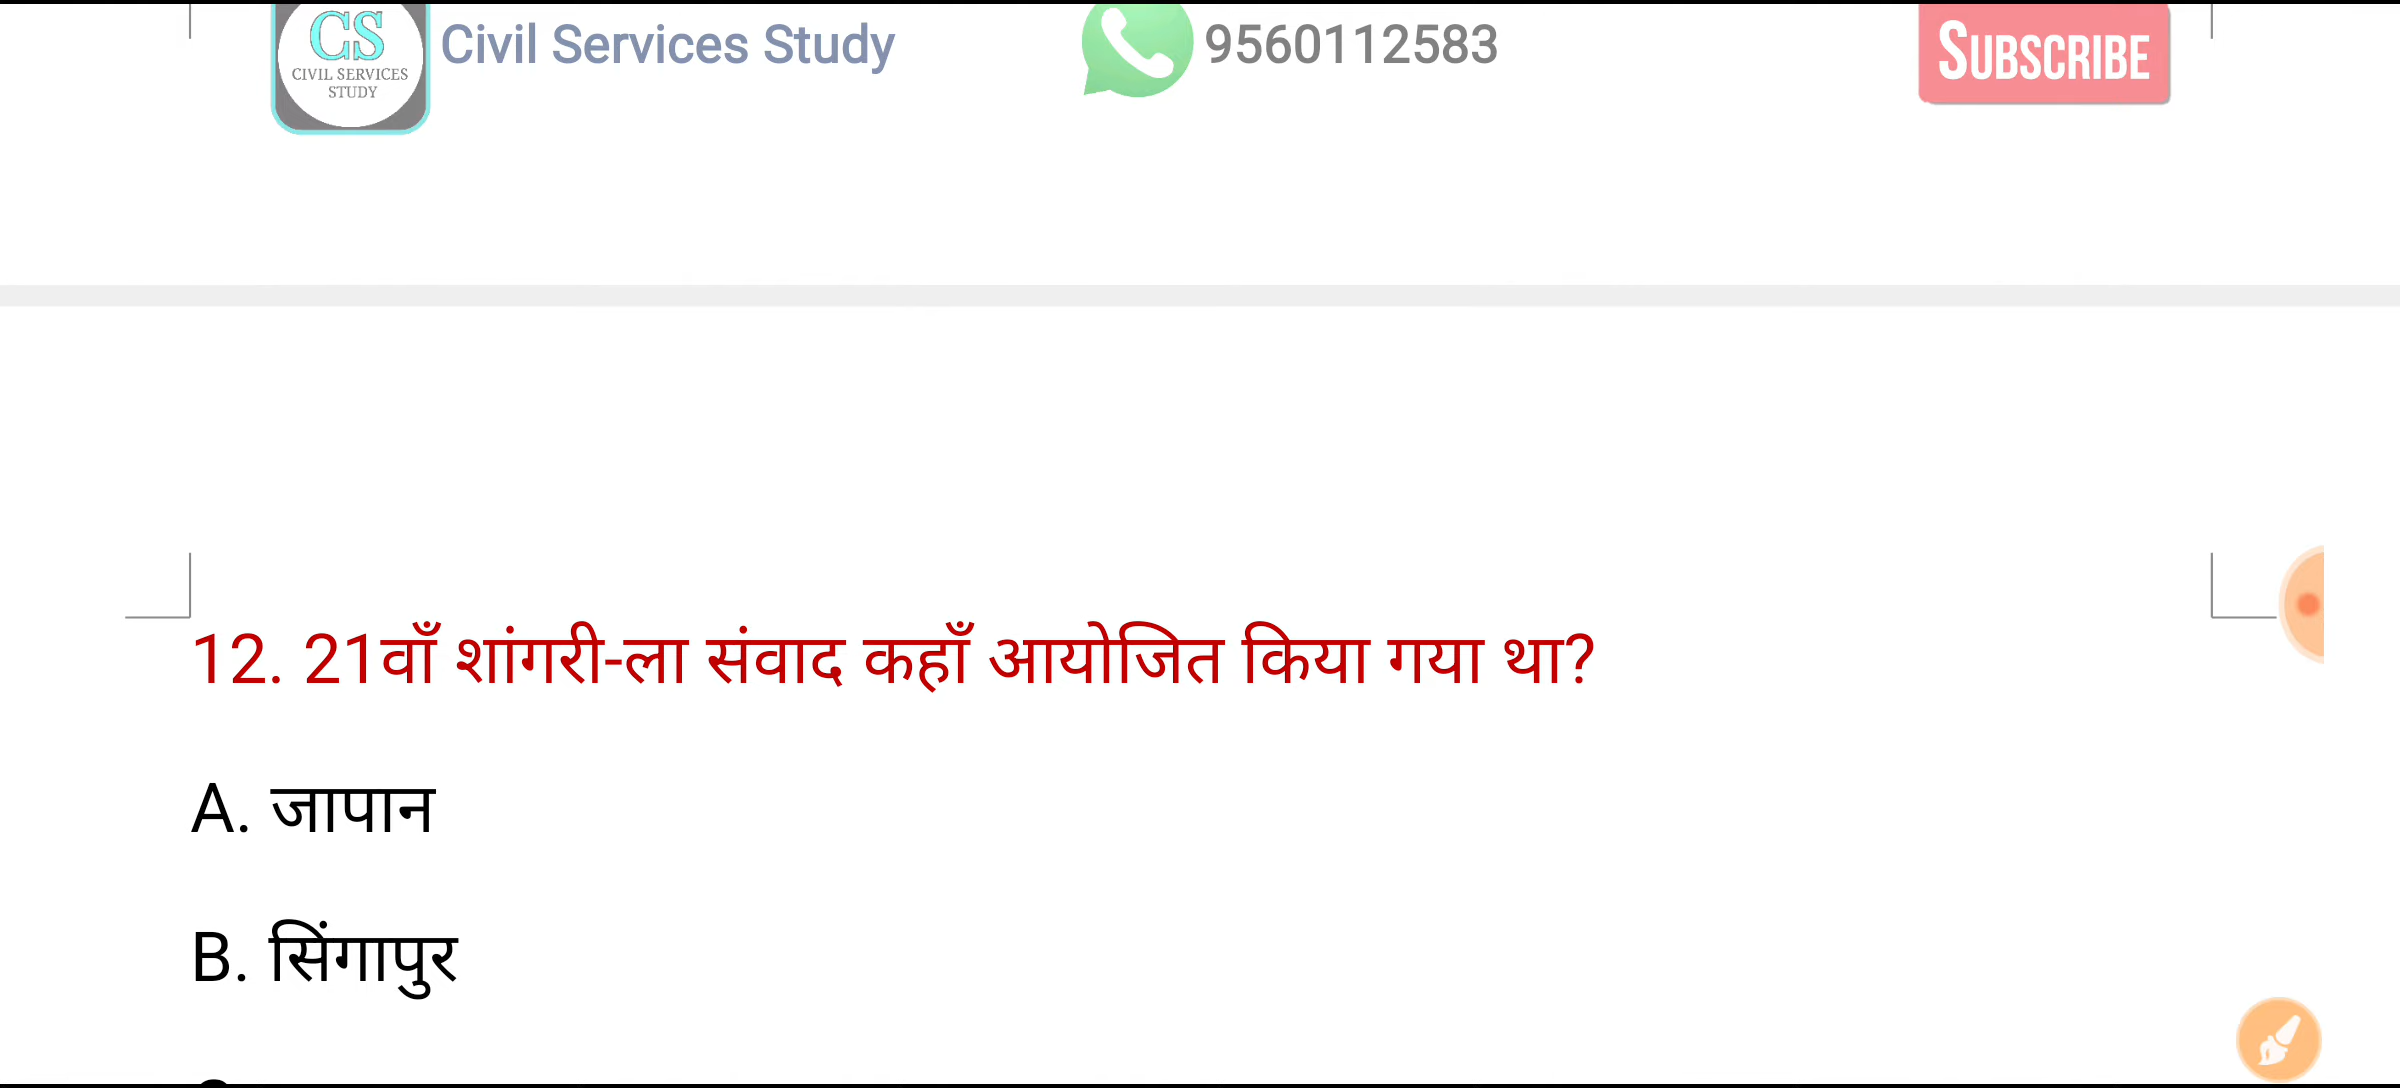 CS
CIVIL SERVICES
STUDY
Civil Services Study
9560112583
SUBSCRIBE
12. 21वाँ शांगरी-ला संवाद कहाँ आयोजित किया गया था?
A. जापान
B. सिंगापुर